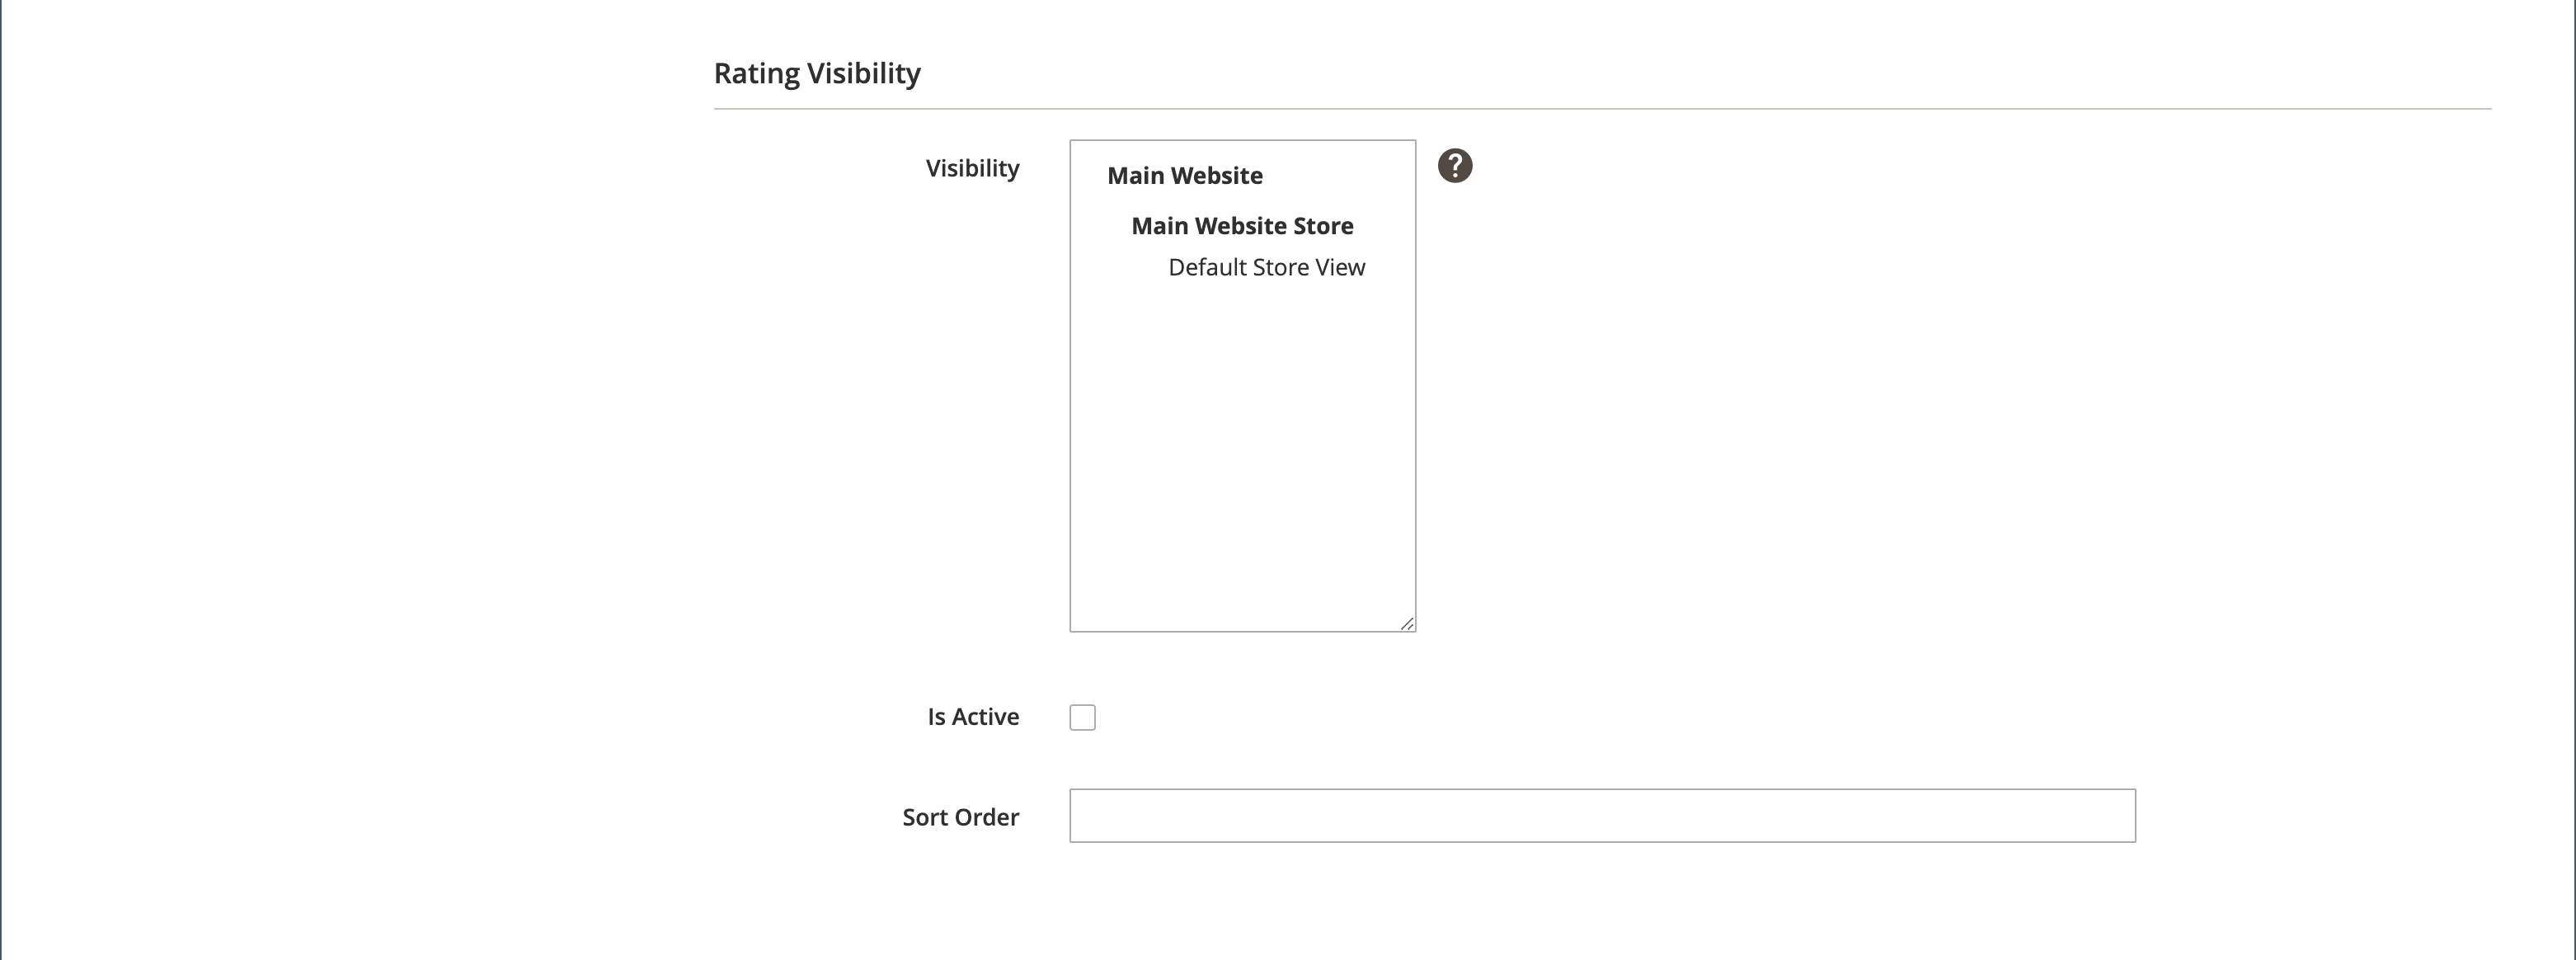 Rating Visibility
Visibility
Main Website
Main Website Store
Default Store View
?
Is Active
Sort Order